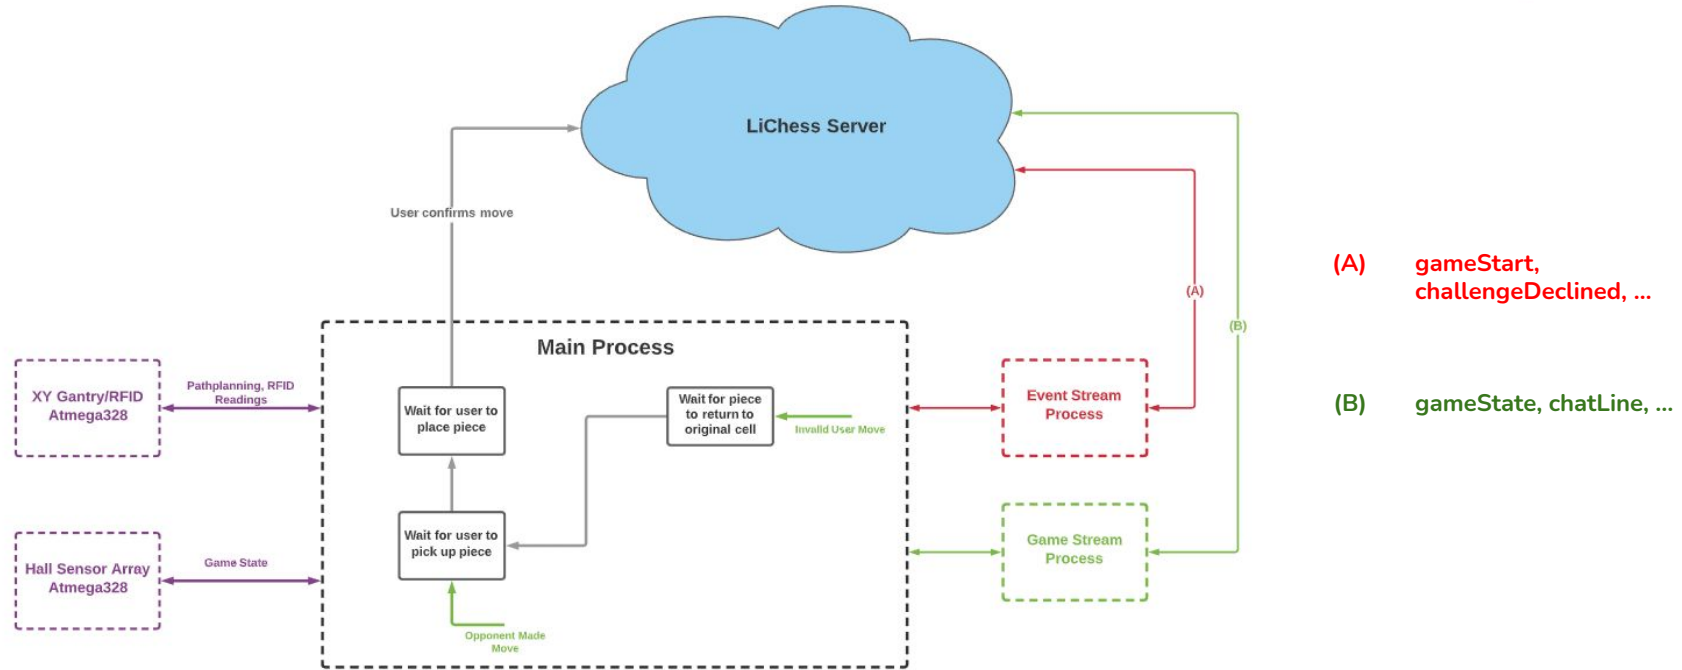 LiChess Server
User confirms move
(A)
(B)
(A) gameStart,
challengeDeclined, ...
(B) gameState, chatLine, ...
Main Process
XY Gantry/RFID
Atmega328
Pathplanning, RFID
Readings
Wait for user to
place piece
Wait for piece
to return to
original cell
Invalid User Move
Event Stream
Process
Hall Sensor Array
Atmega328
Game State
Wait for user to
pick up piece
Opponent Made
Move
Game Stream
Process